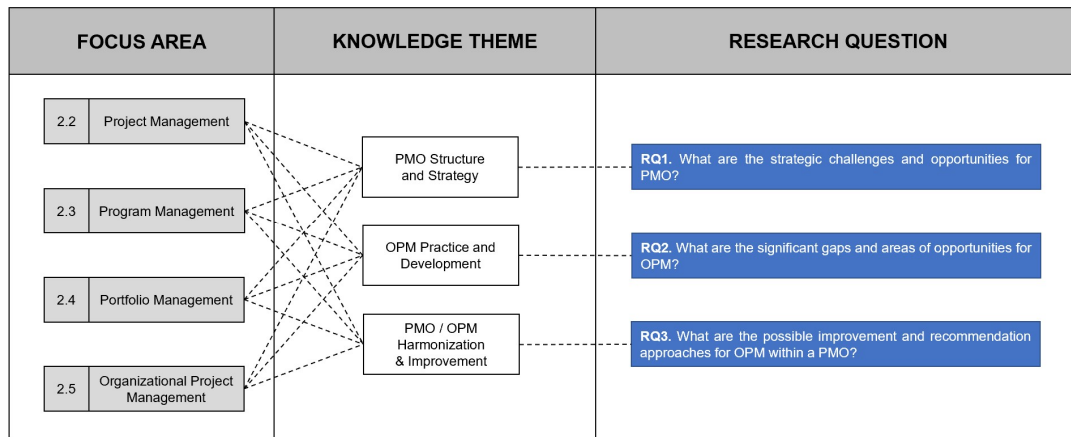 FOCUS AREA
KNOWLEDGE THEME
RESEARCH QUESTION
2.2
Project Management
2.3
Program Management
2.4
Portfolio Management
2.5
Organizational Project
Management
PMO Structure
and Strategy
OPM Practice and
Development
PMO / OPM
Harmonization
& Improvement
RQ1. What are the strategic challenges and opportunities for
PMO?
RQ2. What are the significant gaps and areas of opportunities for
OPM?
RQ3. What are the possible improvement and recommendation
approaches for OPM within a PMO?